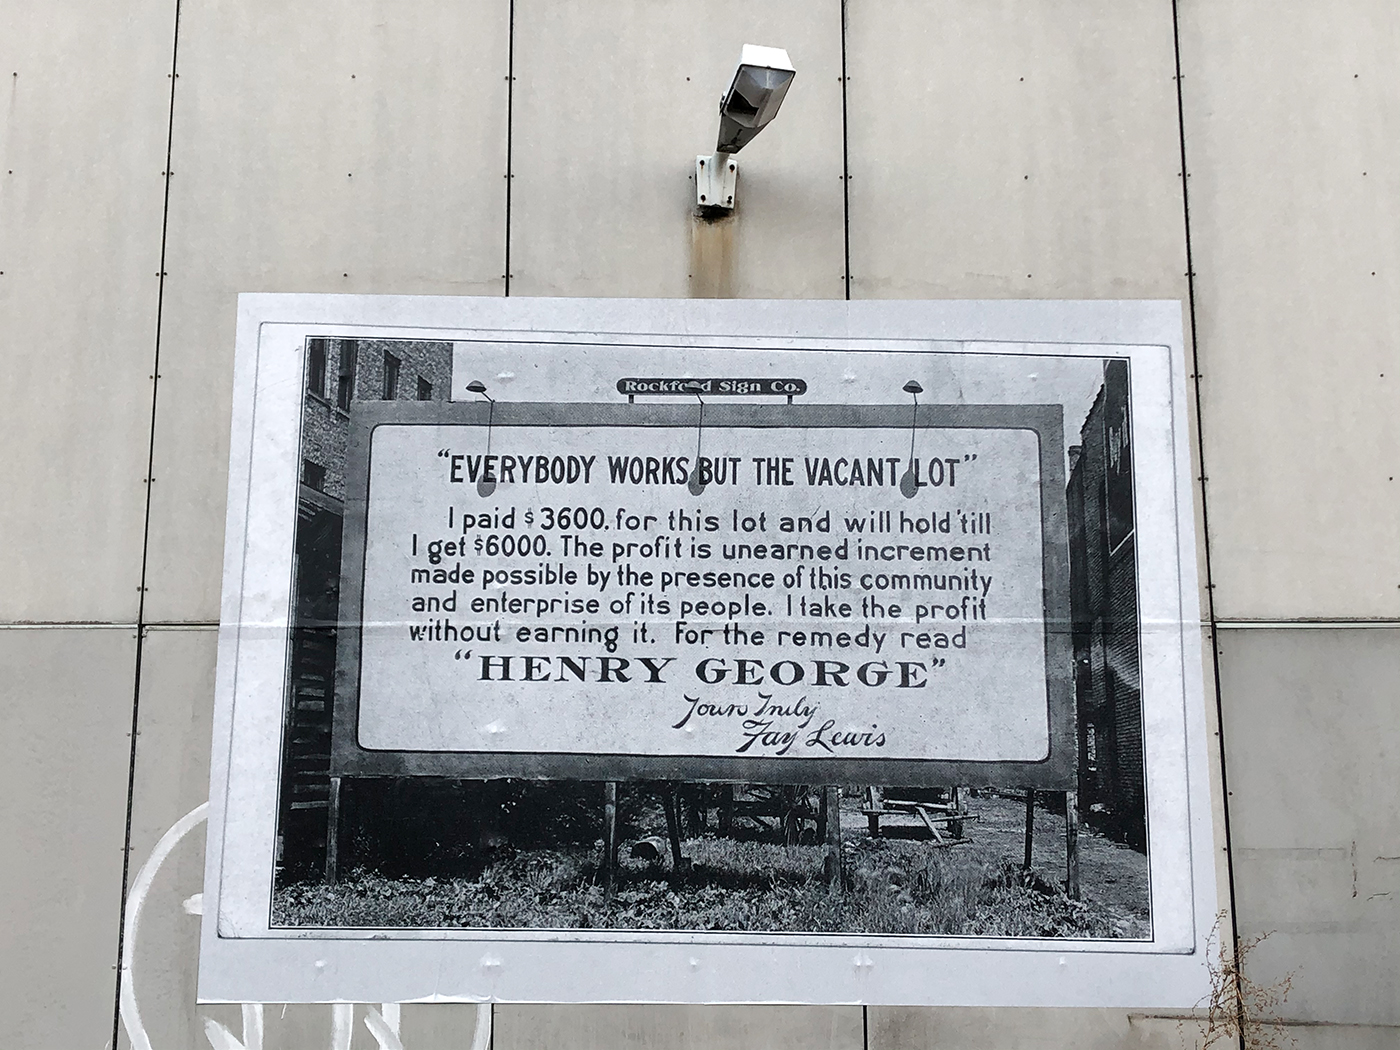 Rockford Sign Co.
"EVERYBODY WORKS BUT THE VACANT LOT"
I paid $3600. for this lot and will hold 'till
I get $6000. The profit is unearned increment
made possible by the presence of this community
and enterprise of its people. I take the profit
without earning it. For the remedy read
"HENRY GEORGE"
Yours Truly
Fay Lewis